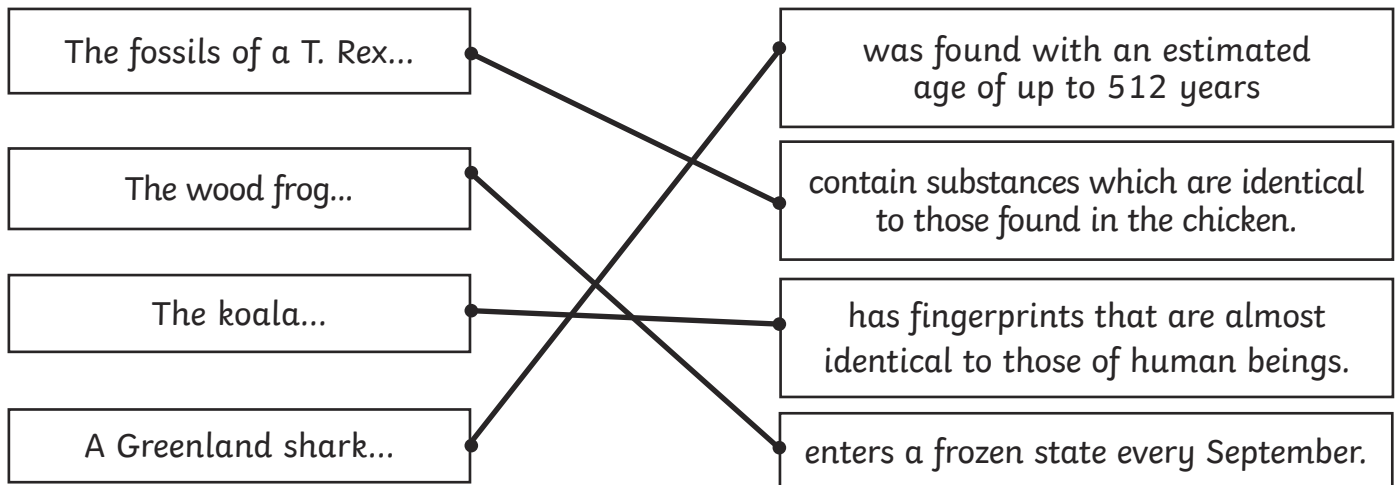 The fossils of a T. Rex...
The wood frog...
The koala...
A Greenland shark...
was found with an estimated
age of up to 512 years
contain substances which are identical
to those found in the chicken.
has fingerprints that are almost
identical to those of human beings.
enters a frozen state every September.